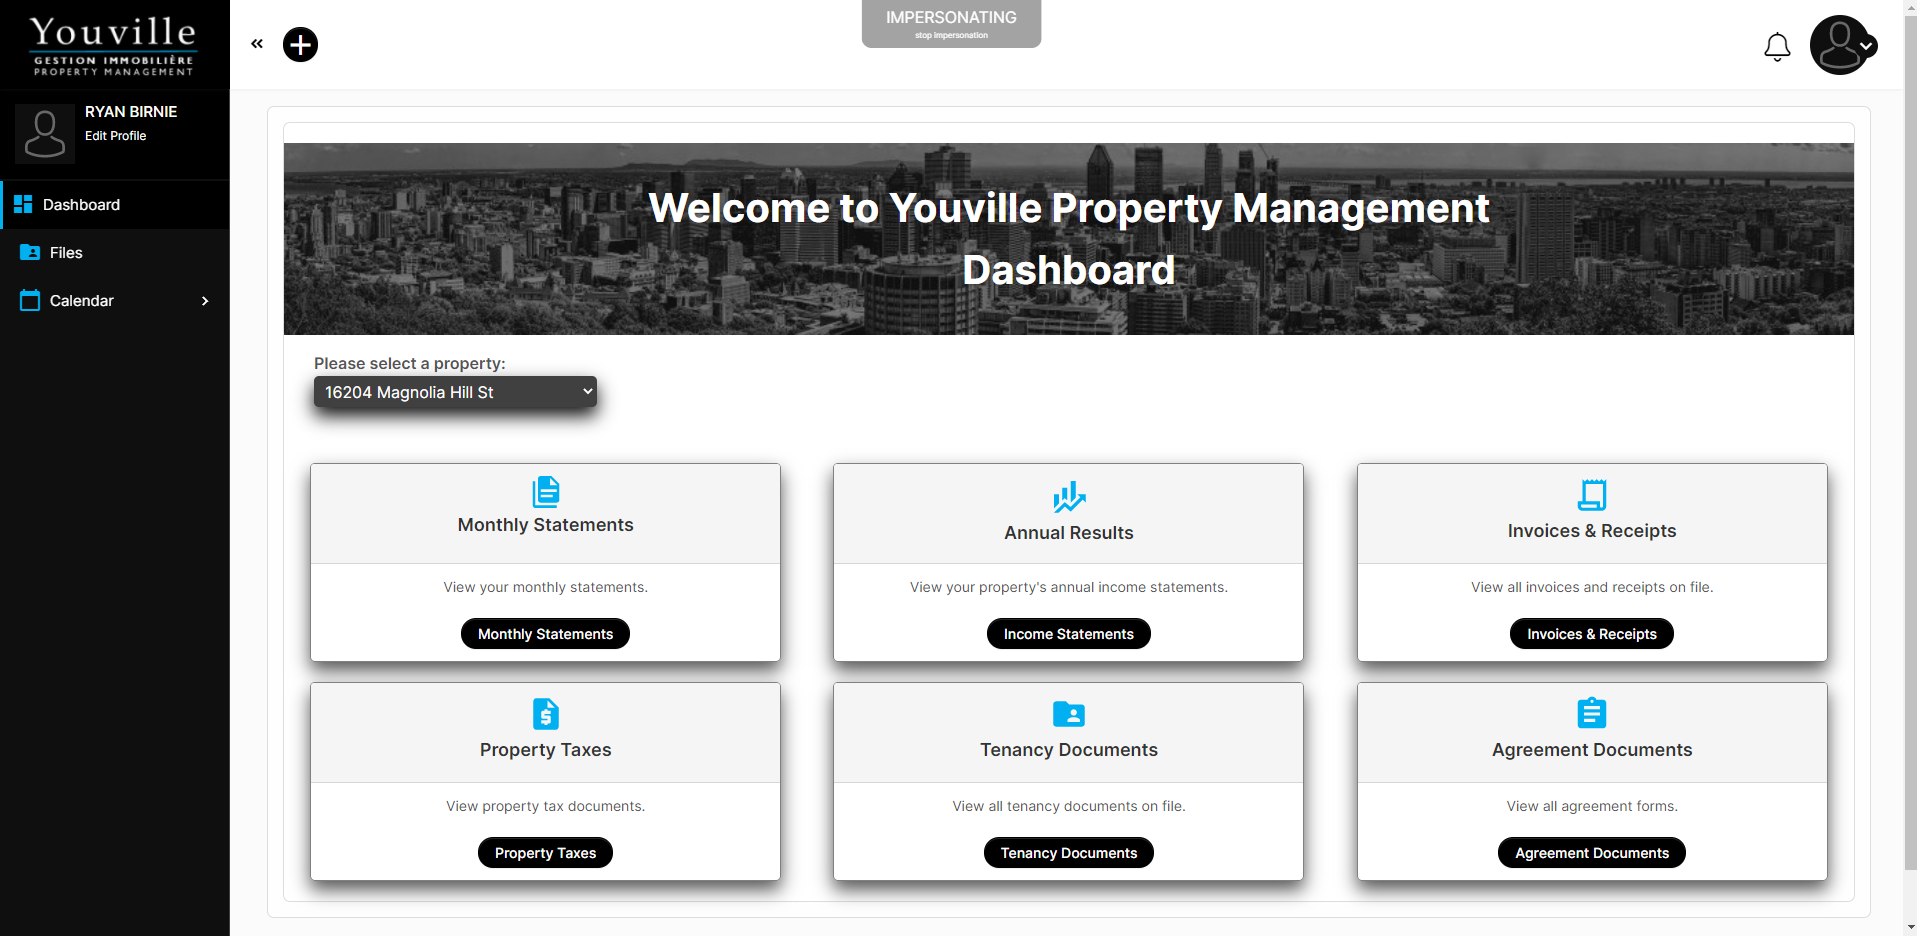 Youville
GESTION IMMOBILIÈRE
PROPERTY MANAGEMENT
IMPERSONATING
stop impersonation
RYAN BIRNIE
Edit Profile
Dashboard
Files
Calendar
Welcome to Youville Property Management
Dashboard
Please select a property:
16204 Magnolia Hill St
Monthly Statements
View your monthly statements.
Monthly Statements
Annual Results
View your property's annual income statements.
Income Statements
Invoices & Receipts
View all invoices and receipts on file.
Invoices & Receipts
Property Taxes
View property tax documents.
Property Taxes
Tenancy Documents
View all tenancy documents on file.
Tenancy Documents
Agreement Documents
View all agreement forms.
Agreement Documents